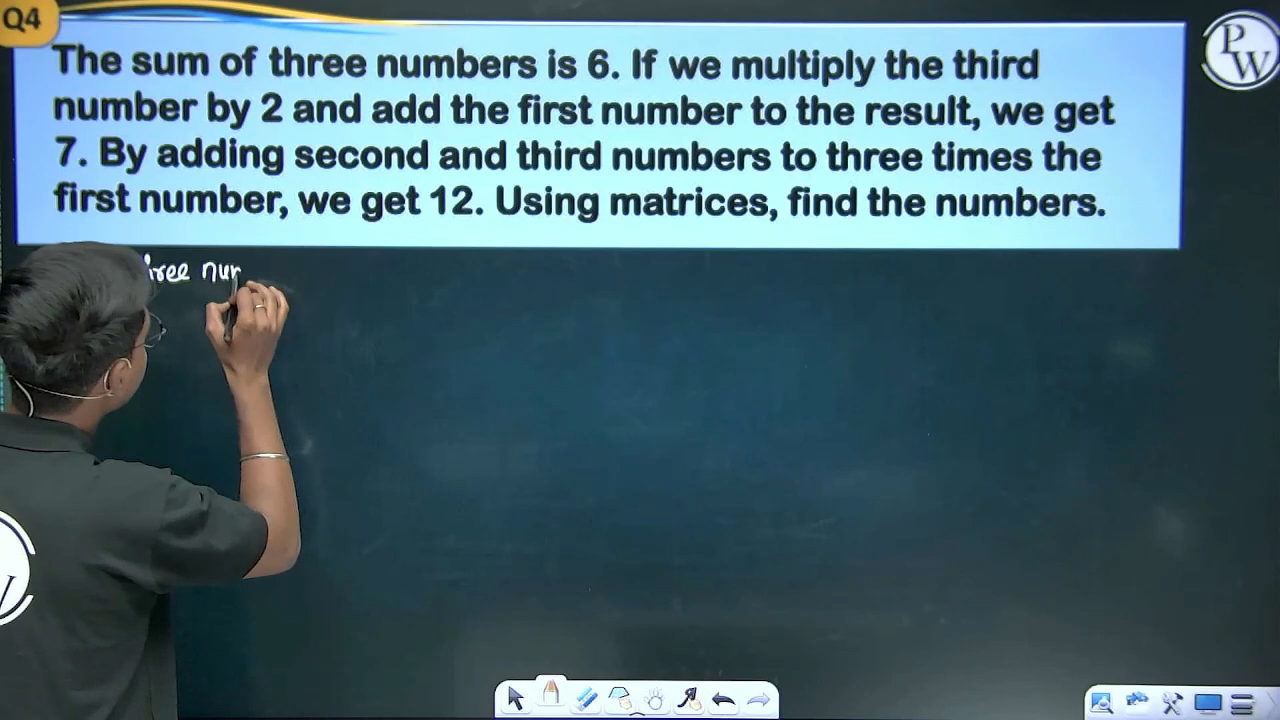 Q4
The sum of three numbers is 6. If we multiply the third
number by 2 and add the first number to the result, we get
7. By adding second and third numbers to three times the
first number, we get 12. Using matrices, find the numbers.
P
W